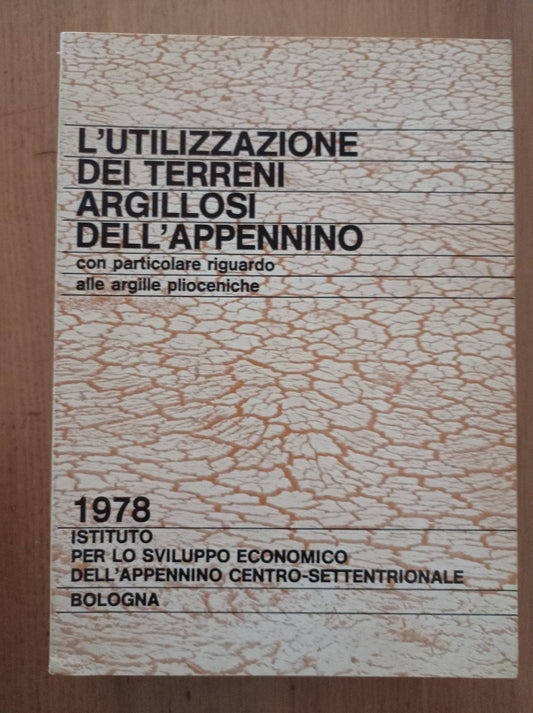 L'UTILIZZAZIONE
DEI TERRENI
ARGILLOSI
DELL'APPENNINO
con particolare riguardo
alle argille plioceniche
1978
ISTITUTO
PER LO SVILUPPO ECONOMICO
DELL'APPENNINO CENTRO-SETTENTRIONALE
BOLOGNA